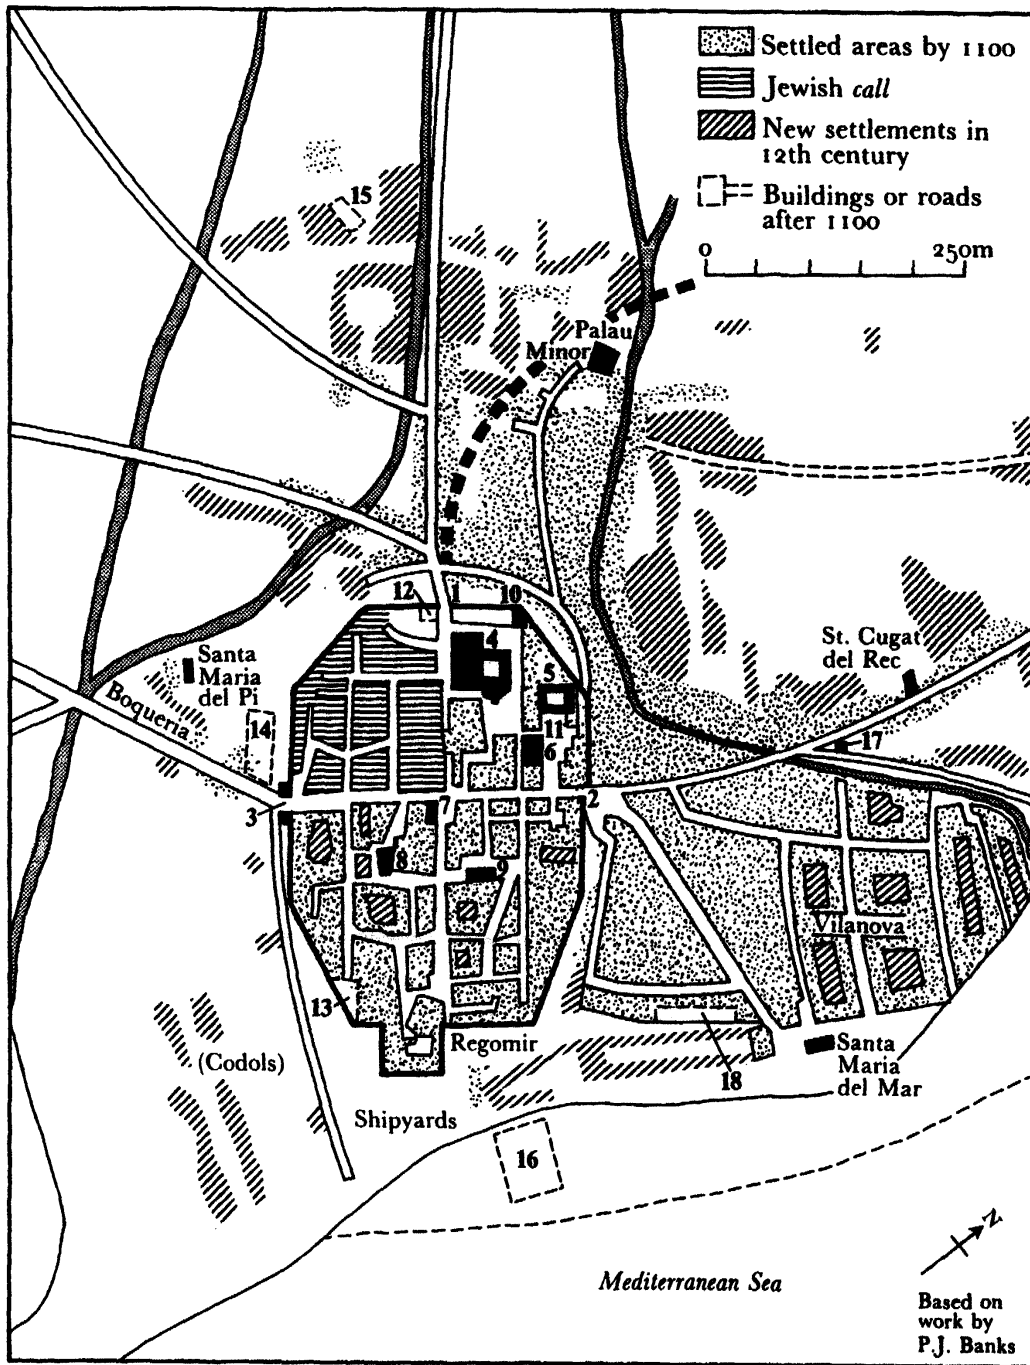 Settled areas by 1100
Jewish call
New settlements in
12th century
Buildings or roads
after 1100
0
250m
15
Palau
Minor
12
1
10
4
St. Cugat
del Rec
Santa
Maria
del Pi
Boqueria
5
14
11
6
17
3
7
2
8
9
Vilanova
13
Regomir
(Codols)
18
Santa
Maria
del Mar
Shipyards
16
N
Mediterranean Sea
Based on
work by
P.J. Banks